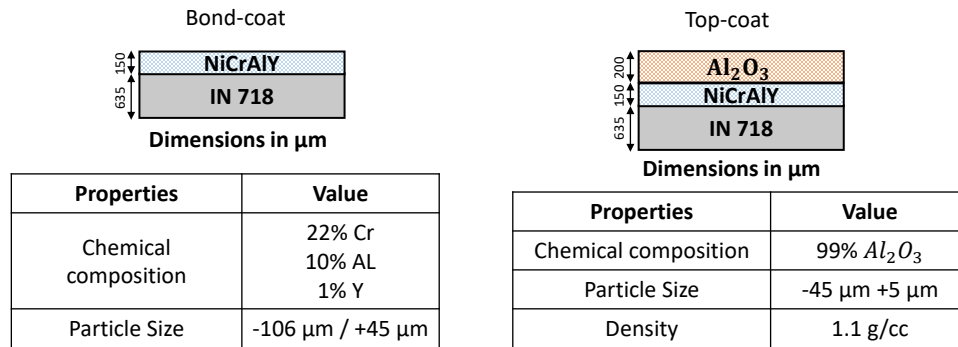 Bond-coat
150
NiCrAlY
635
IN 718
Dimensions in µm
Properties Value
Chemical composition
22% Cr
10% AL
1% Y
Particle Size -106 µm / +45 µm
Top-coat
200
Al₂O₃
150
NiCrAlY
635
IN 718
Dimensions in µm
Properties Value
Chemical composition 99% Al₂O₃
Particle Size -45 µm +5 µm
Density 1.1 g/cc